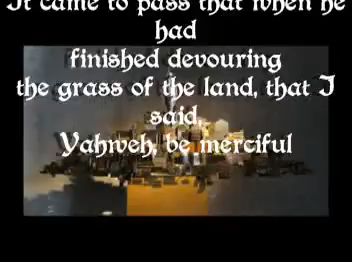 It came to pass that when he
had
finished devouring
the grass of the land, that I
said,
Yahweh, be merciful